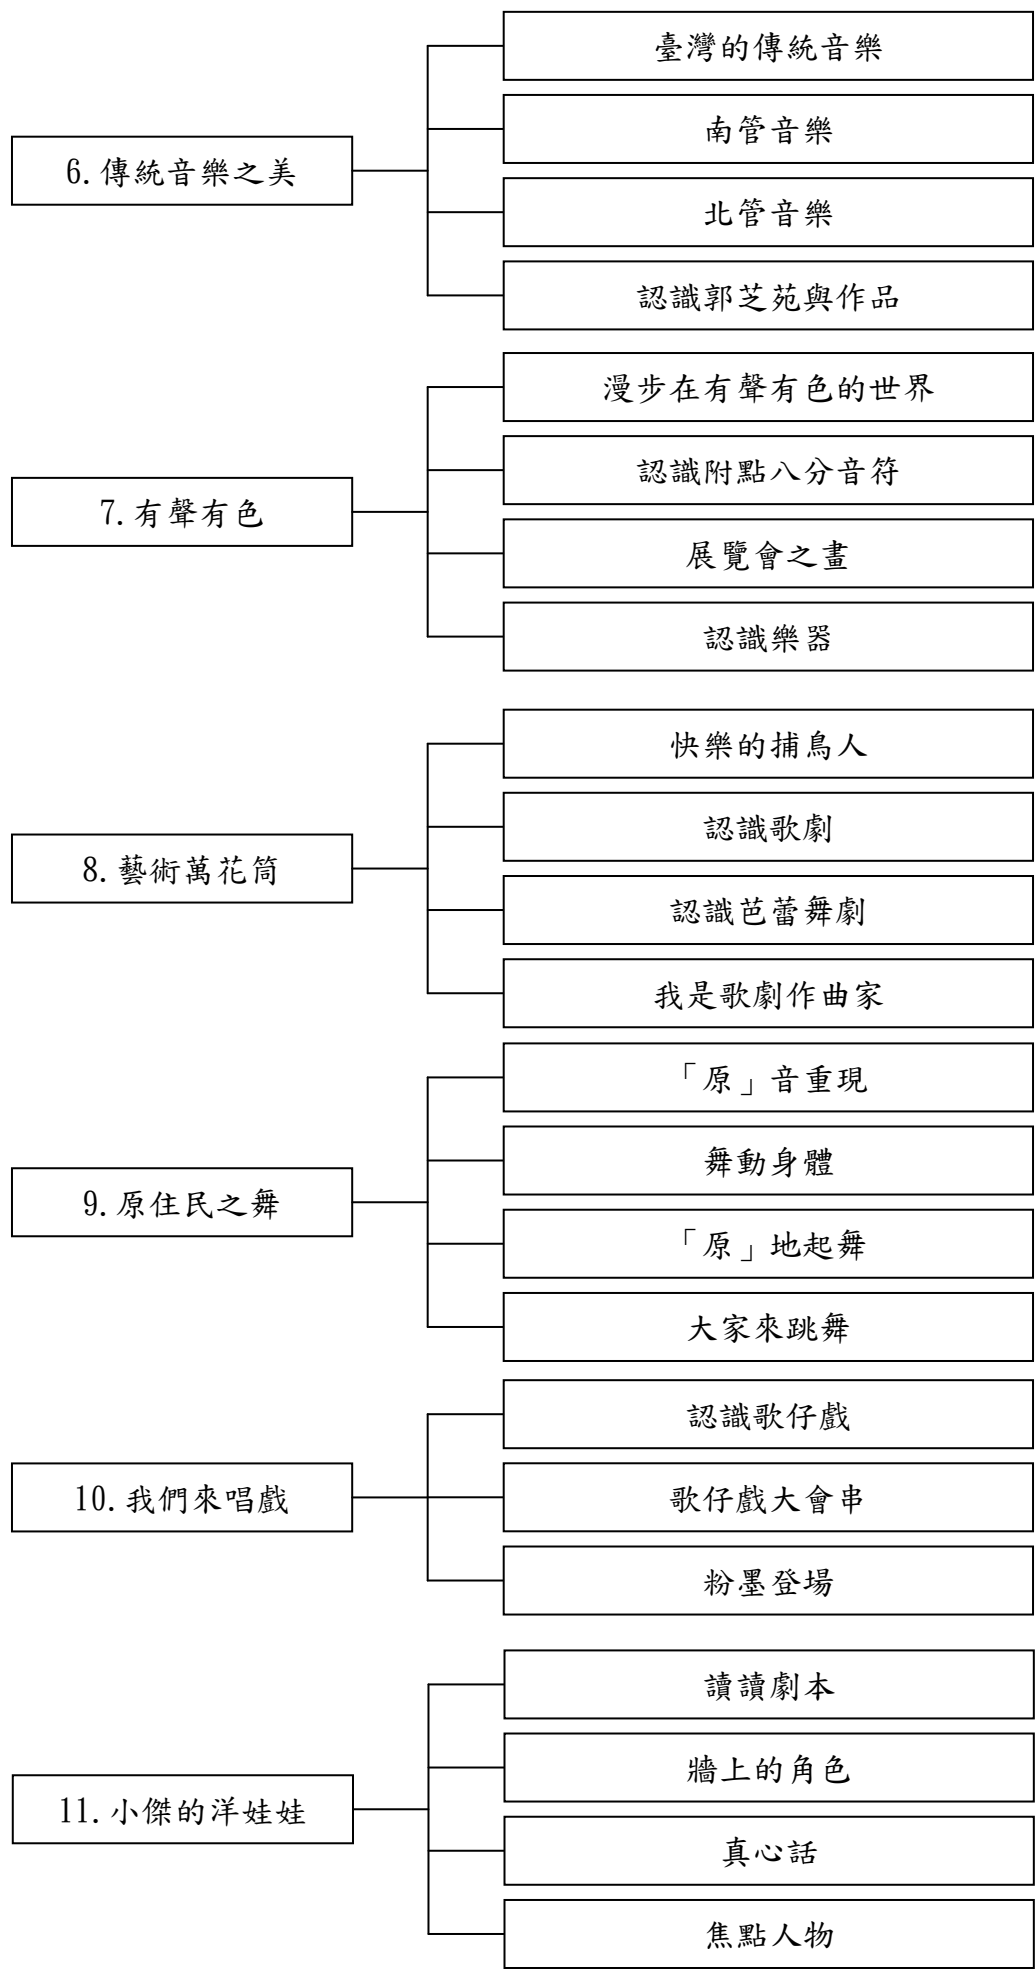 6.傳統音樂之美
臺灣的傳統音樂
南管音樂
北管音樂
認識郭芝苑與作品
7.有聲有色
漫步在有聲有色的世界
認識附點八分音符
展覽會之畫
認識樂器
8.藝術萬花筒
快樂的捕鳥人
認識歌劇
認識芭蕾舞劇
我是歌劇作曲家
9.原住民之舞
「原」音重現
舞動身體
「原」地起舞
大家來跳舞
10.我們來唱戲
認識歌仔戲
歌仔戲大會串
粉墨登場
11.小傑的洋娃娃
讀讀劇本
牆上的角色
真心話
焦點人物